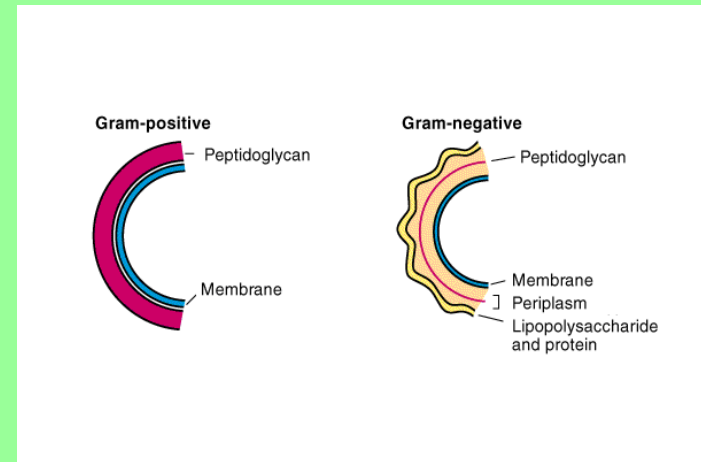 Gram-positive
Peptidoglycan
Membrane
Gram-negative
Peptidoglycan
Membrane
Periplasm
Lipopolysaccharide
and protein